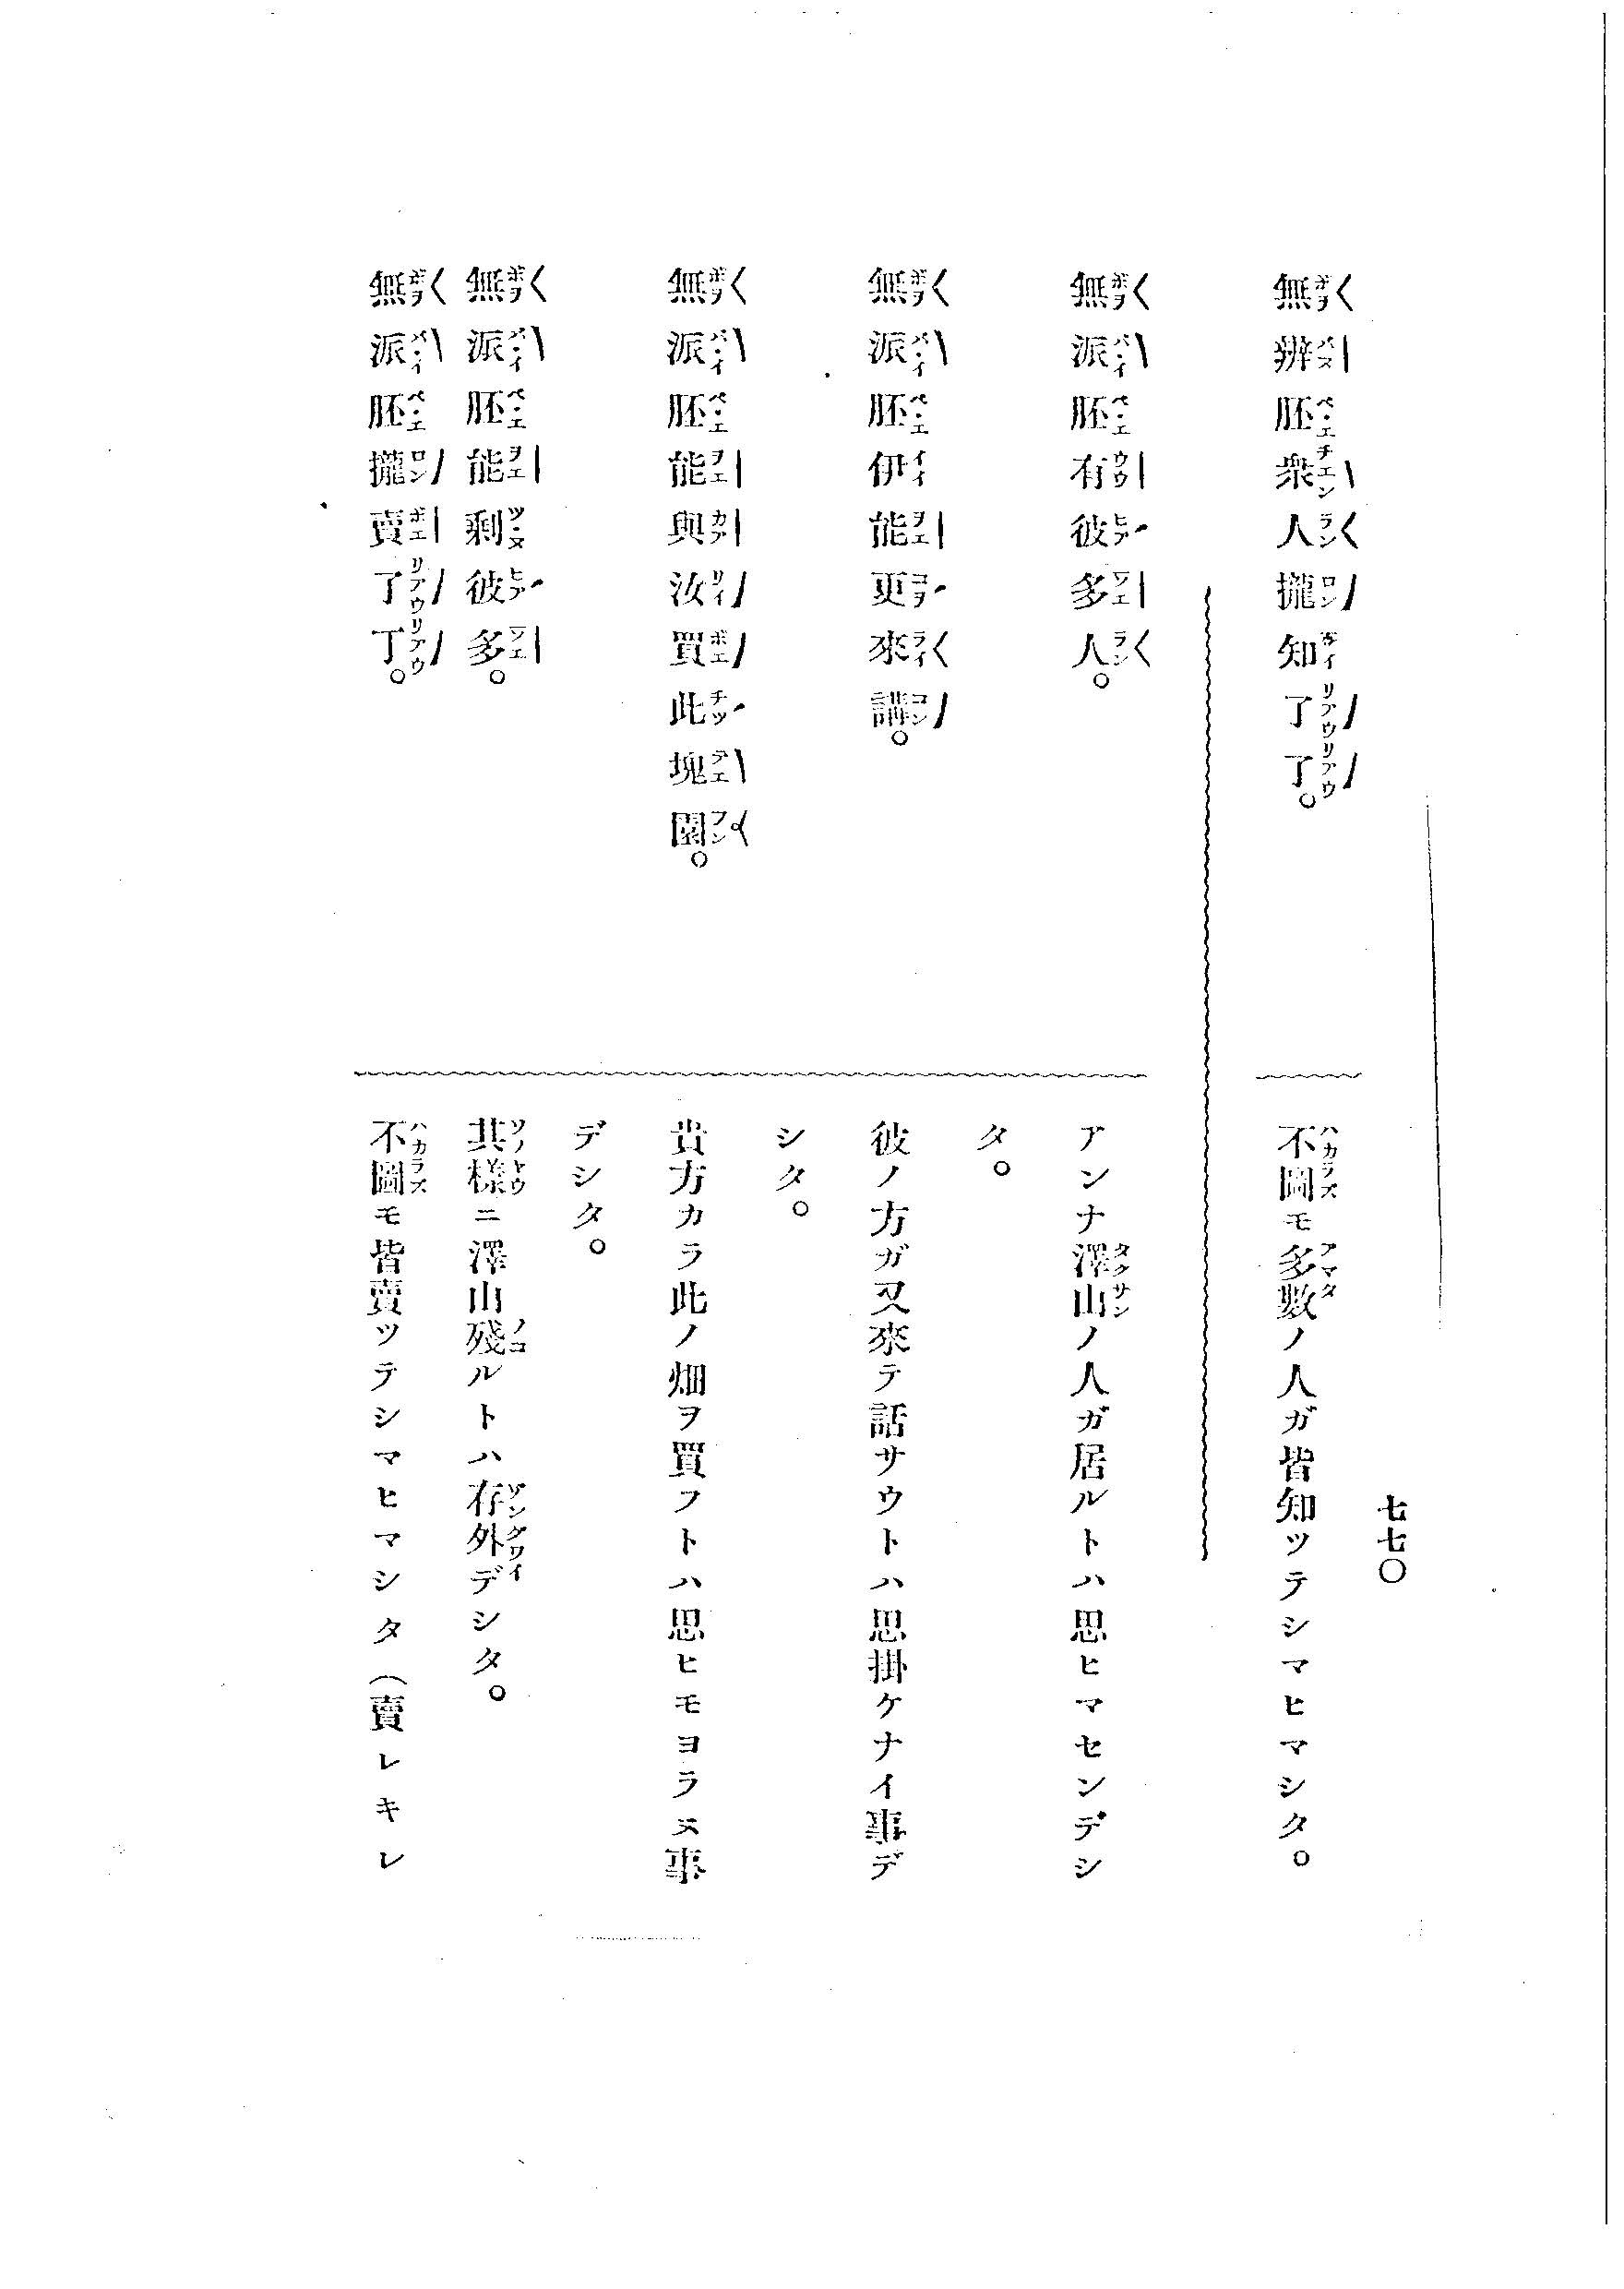 七七〇
無辦胚衆人攏知了了。
不圖モ多數ノ人ガ皆知ツテシマヒマシタ。
無派胚有彼多人。
アンナ澤山ノ人ガ居ルトハ思ヒマセンデシ
タ。
無派胚伊能更來講。
彼ノ方ガ又來テ話サウトハ思掛ケナイ事デ
シタ。
無派胚能與汝買此塊園。
貴方カラ此ノ畑ヲ買フトハ思ヒモヨラヌ事
デシタ。
無派胚能剩彼多。
其樣ニ澤山殘ルトハ存外デシタ。
無派胚攏賣了了。
不圖モ皆賣ツテシマヒマシタ（賣レキレ